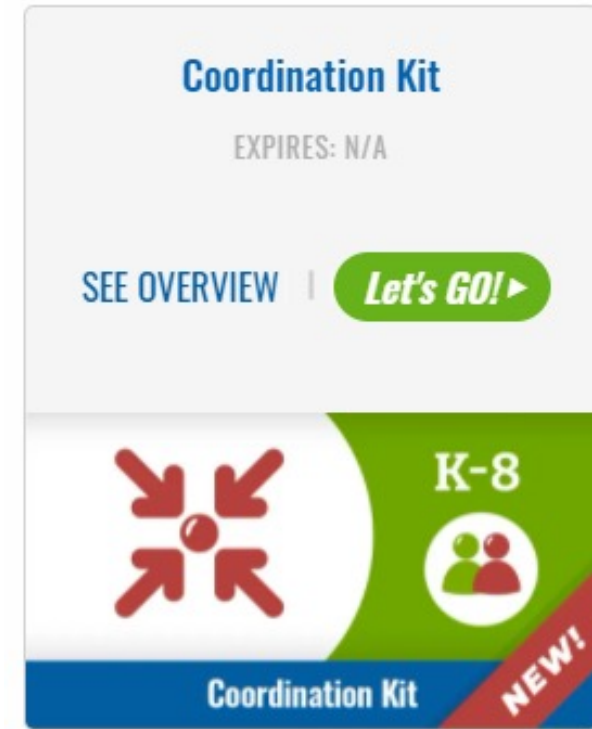 Coordination Kit
EXPIRES: N/A
SEE OVERVIEW | Let's GO!
K-8
NEW!
Coordination Kit